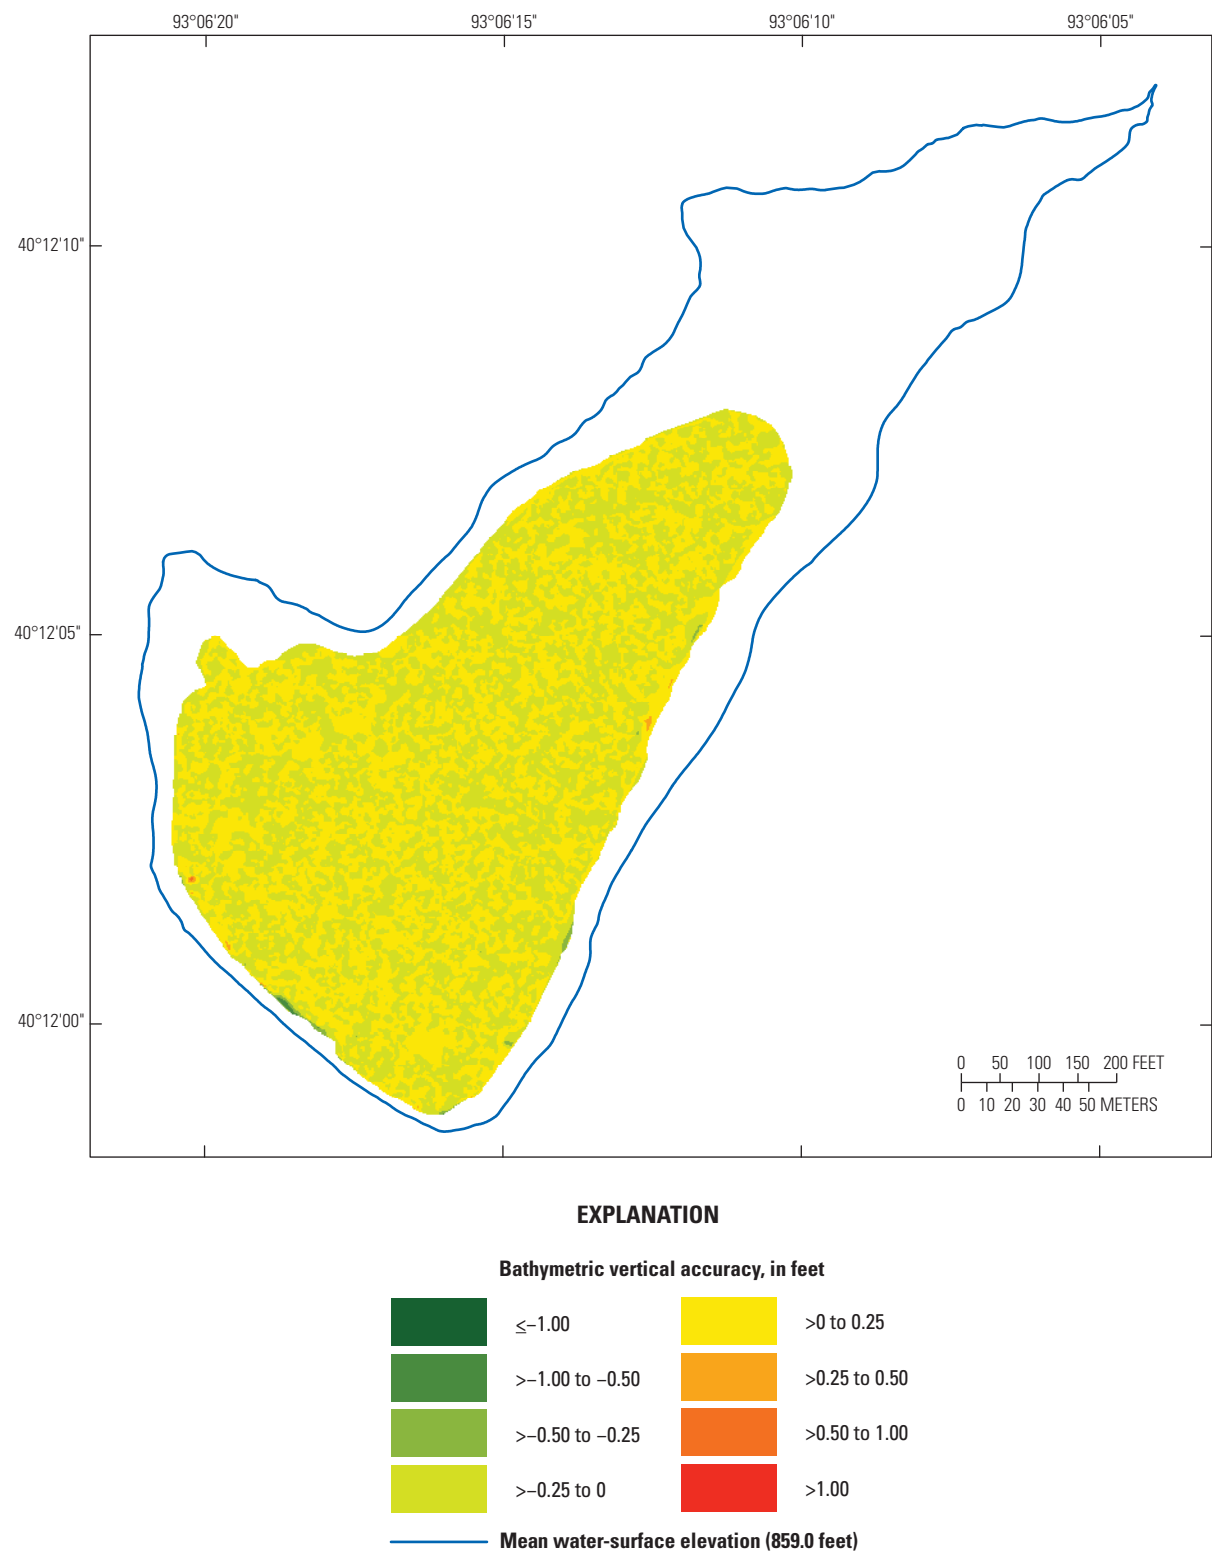 93°06'20" 93°06'15" 93°06'10" 93°06'05"
40°12'10"
40°12'05"
40°12'00"
0 50 100 150 200 FEET
0 10 20 30 40 50 METERS
EXPLANATION
Bathymetric vertical accuracy, in feet
≤−1.00
>−1.00 to −0.50
>−0.50 to −0.25
>−0.25 to 0
>0 to 0.25
>0.25 to 0.50
>0.50 to 1.00
>1.00
Mean water-surface elevation (859.0 feet)